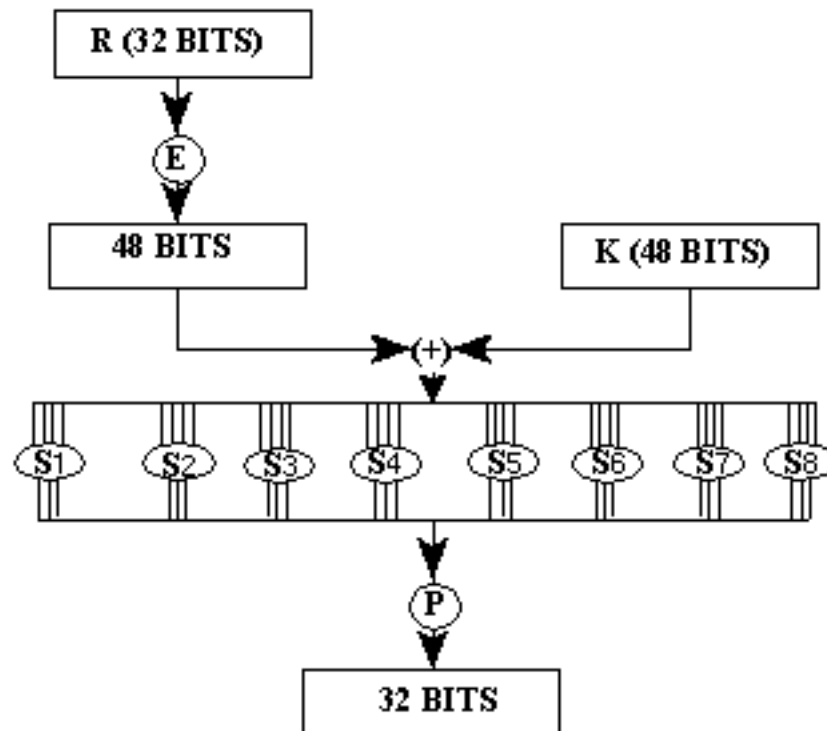 R (32 BITS)
E
48 BITS
K (48 BITS)
(+)
S1 S2 S3 S4 S5 S6 S7 S8
P
32 BITS